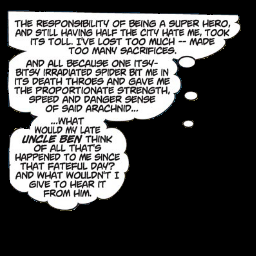 THE RESPONSIBILITY OF BEING A SUPER HERO,
AND STILL HAVING HALF THE CITY HATE ME, TOOK
ITS TOLL. I'VE LOST TOO MUCH -- MADE
TOO MANY SACRIFICES.
AND ALL BECAUSE ONE ITSY-
BITSY IRRADIATED SPIDER BIT ME IN
ITS DEATH THROES AND GAVE ME
THE PROPORTIONATE STRENGTH,
SPEED AND DANGER SENSE
OF SAID ARACHNID...
...WHAT
WOULD MY LATE
UNCLE BEN THINK
OF ALL THAT'S
HAPPENED TO ME SINCE
THAT FATEFUL DAY?
AND WHAT WOULDN'T I
GIVE TO HEAR IT
FROM HIM.